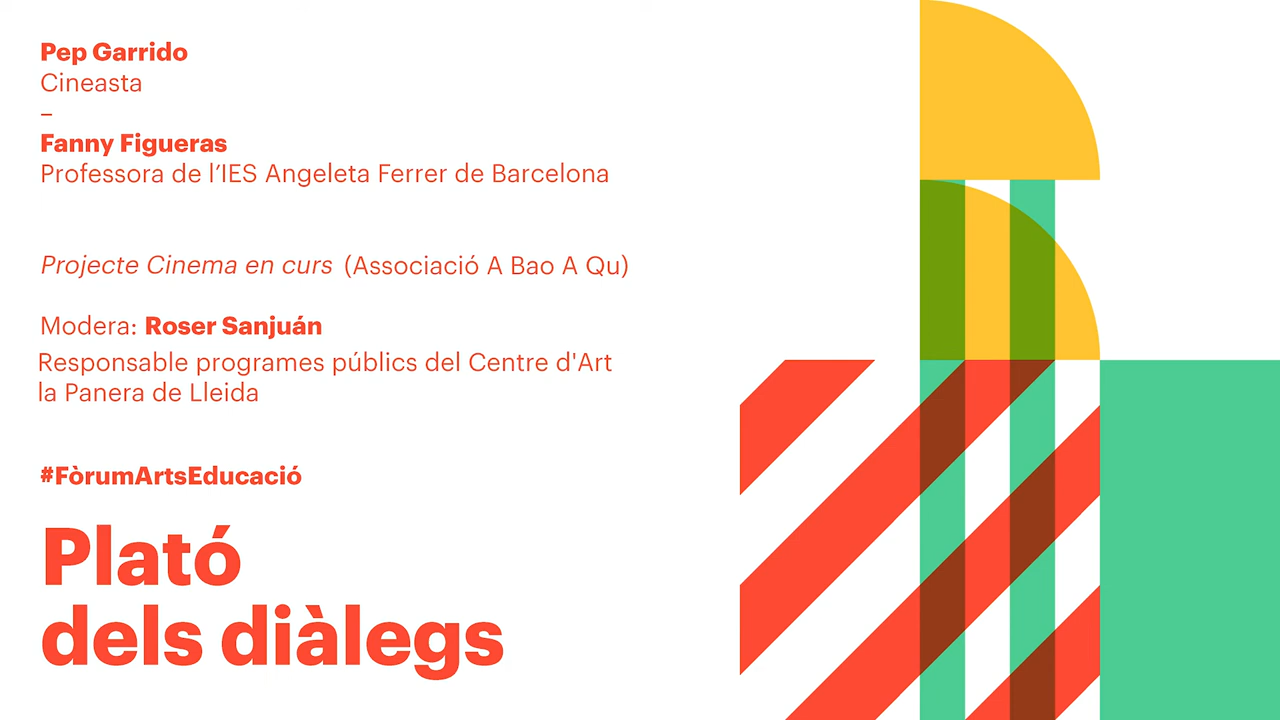 Pep Garrido
Cineasta
–
Fanny Figueras
Professora de l’IES Angeleta Ferrer de Barcelona
Projecte Cinema en curs (Associació A Bao A Qu)
Modera: Roser Sanjuán
Responsable programes públics del Centre d'Art
la Panera de Lleida
#FòrumArtsEducació
Plató
dels diàlegs